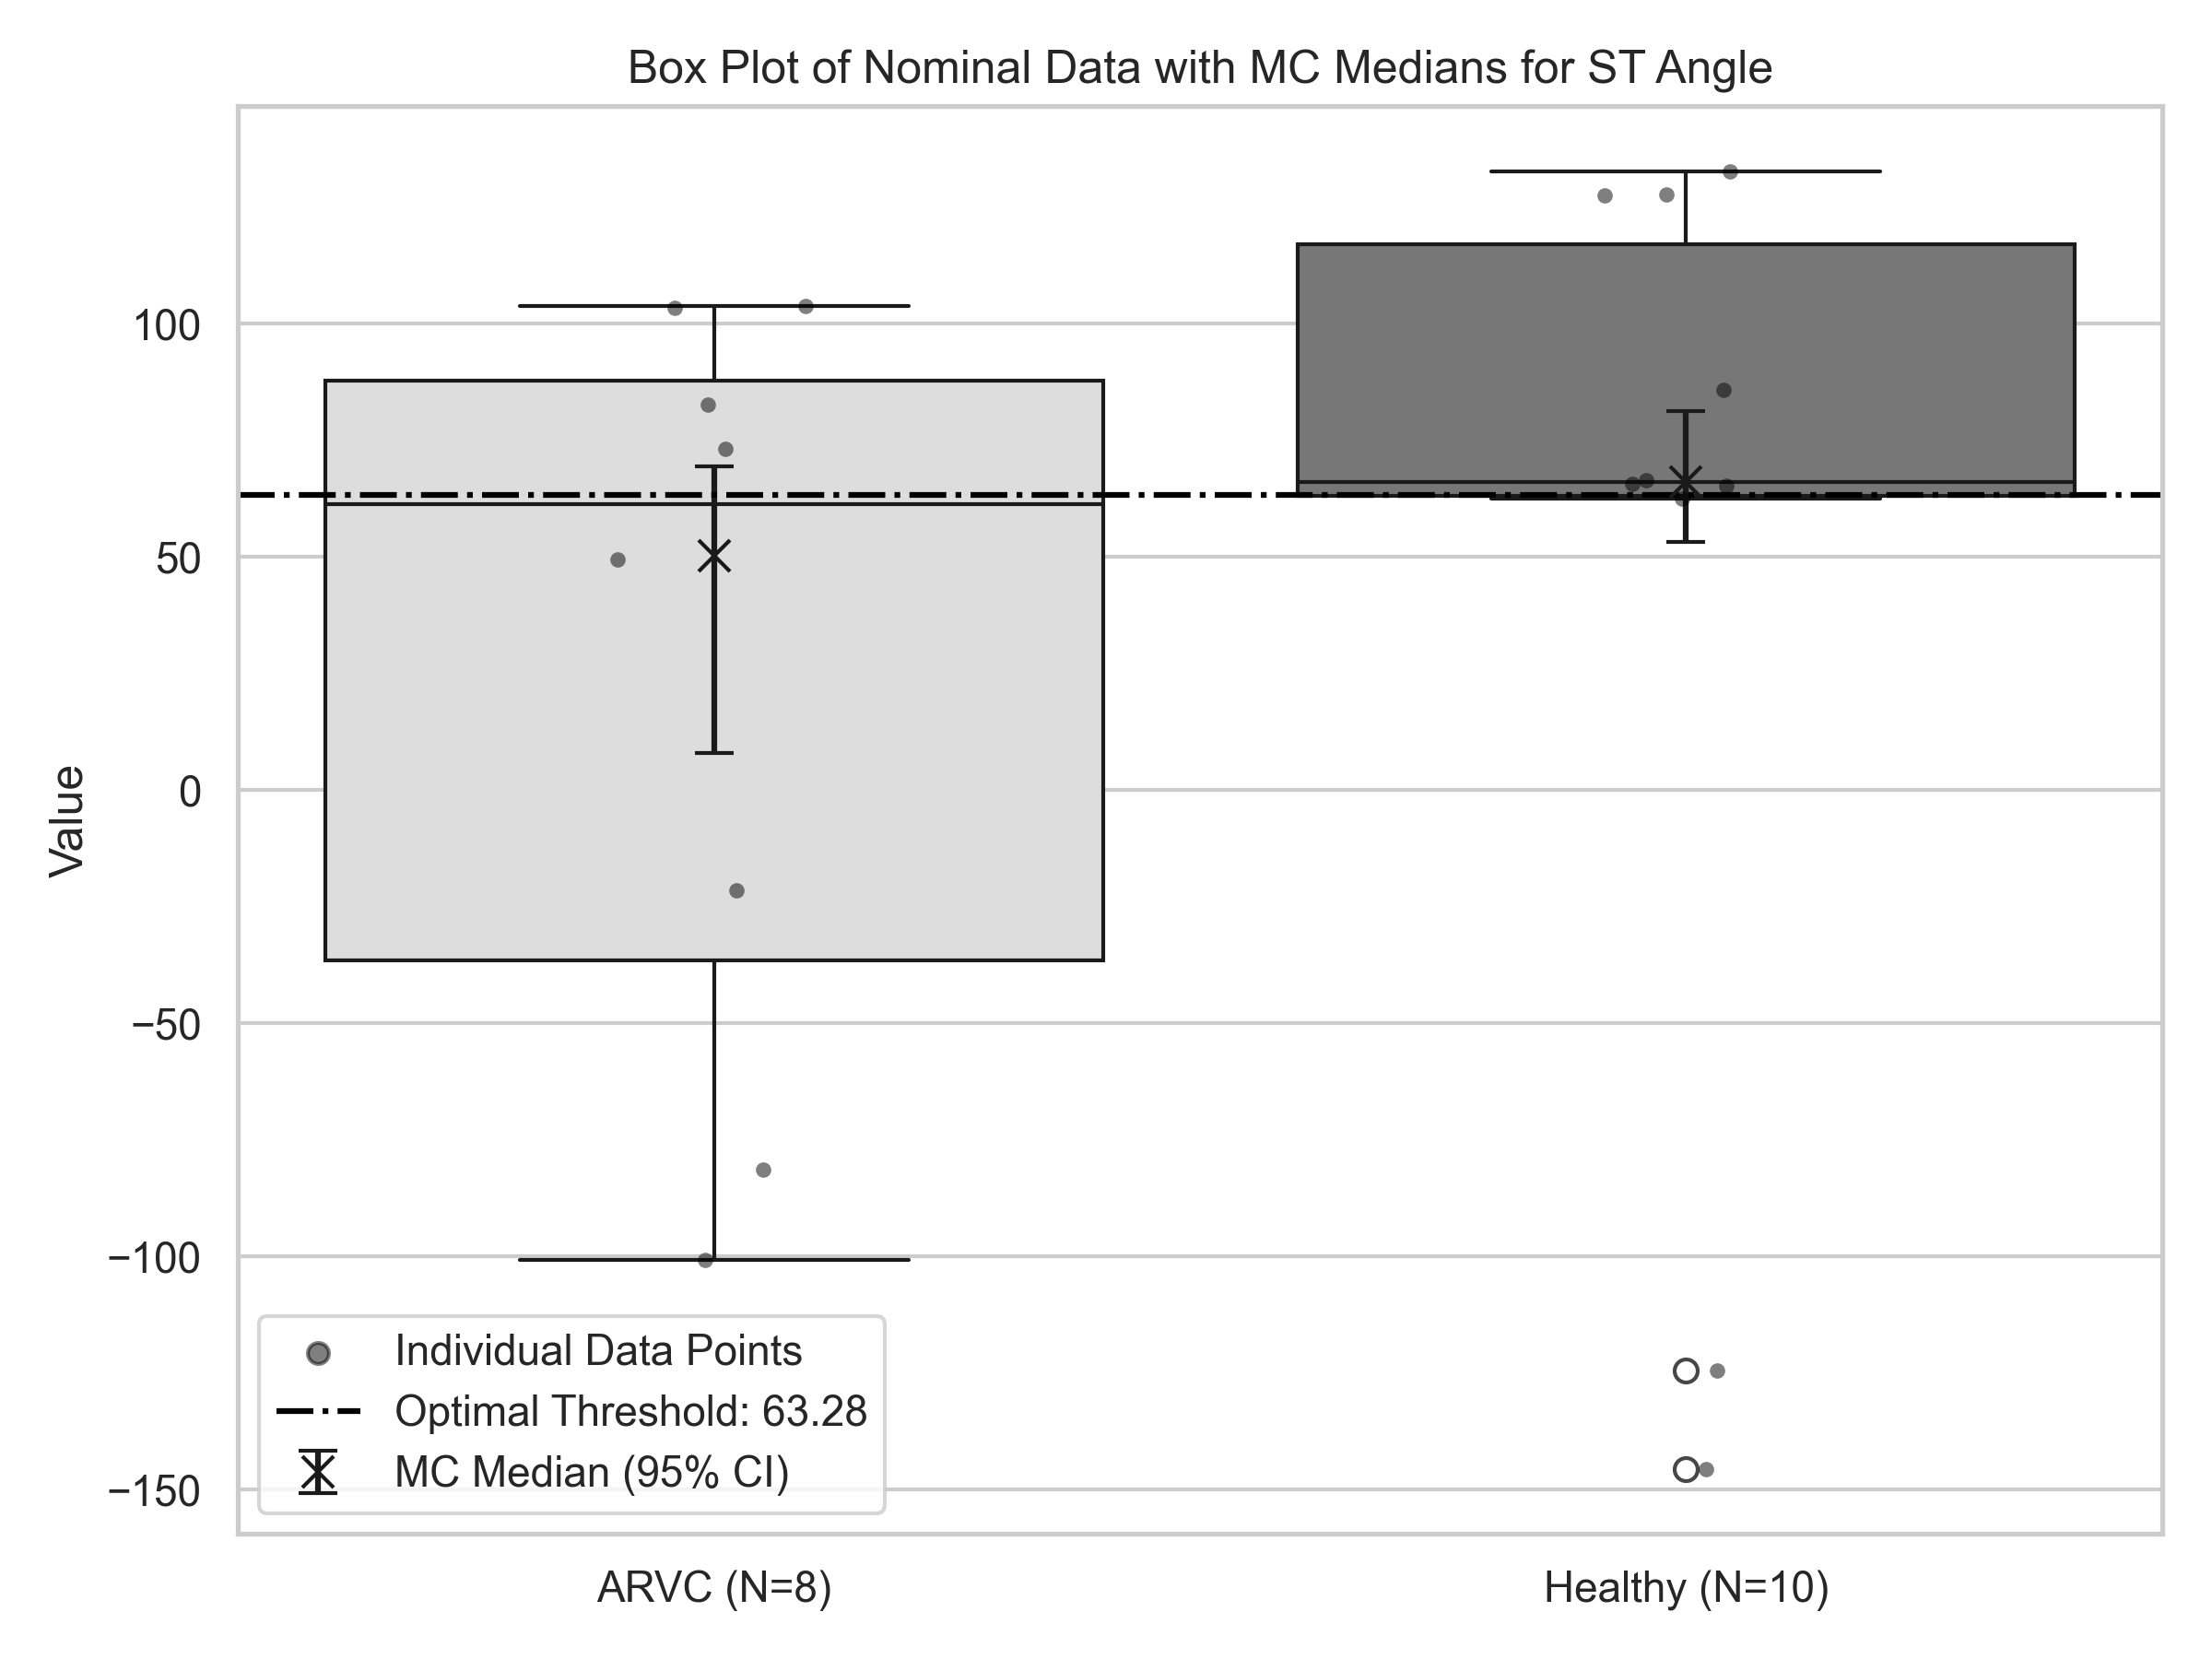 Box Plot of Nominal Data with MC Medians for ST Angle
Value
100
50
0
−50
−100
−150
Individual Data Points
Optimal Threshold: 63.28
MC Median (95% CI)
ARVC (N=8)
Healthy (N=10)